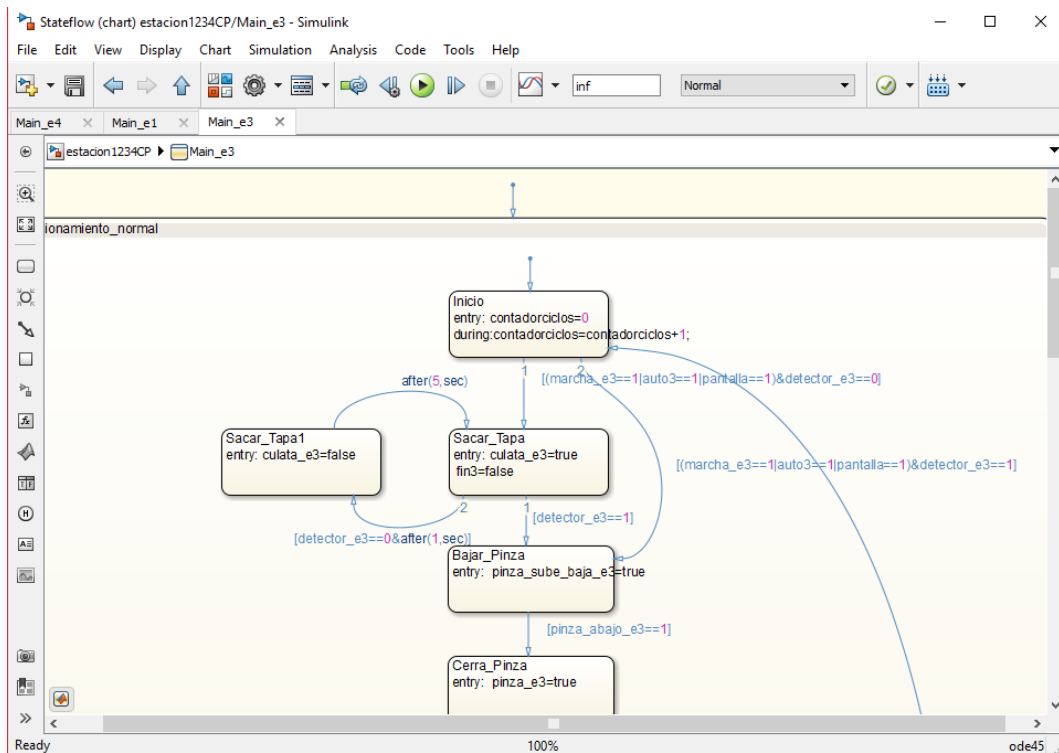 Stateflow (chart) estacion1234CP/Main_e3 - Simulink
File Edit View Display Chart Simulation Analysis Code Tools Help
inf Normal
Main_e4 Main_e1 Main_e3
estacion1234CP Main_e3
ionamiento_normal
Inicio
entry: contadorciclos=0
during:contadorciclos=contadorciclos+1;
1 2
[(marcha_e3==1|auto3==1|pantalla==1)&detector_e3==0]
after(5,sec)
Sacar_Tapa1
entry: culata_e3=false
Sacar_Tapa
entry: culata_e3=true
fin3=false
[(marcha_e3==1|auto3==1|pantalla==1)&detector_e3==1]
2 1
[detector_e3==1]
[detector_e3==0&after(1,sec)]
Bajar_Pinza
entry: pinza_sube_baja_e3=true
[pinza_abajo_e3==1]
Cerra_Pinza
entry: pinza_e3=true
Ready 100% ode45